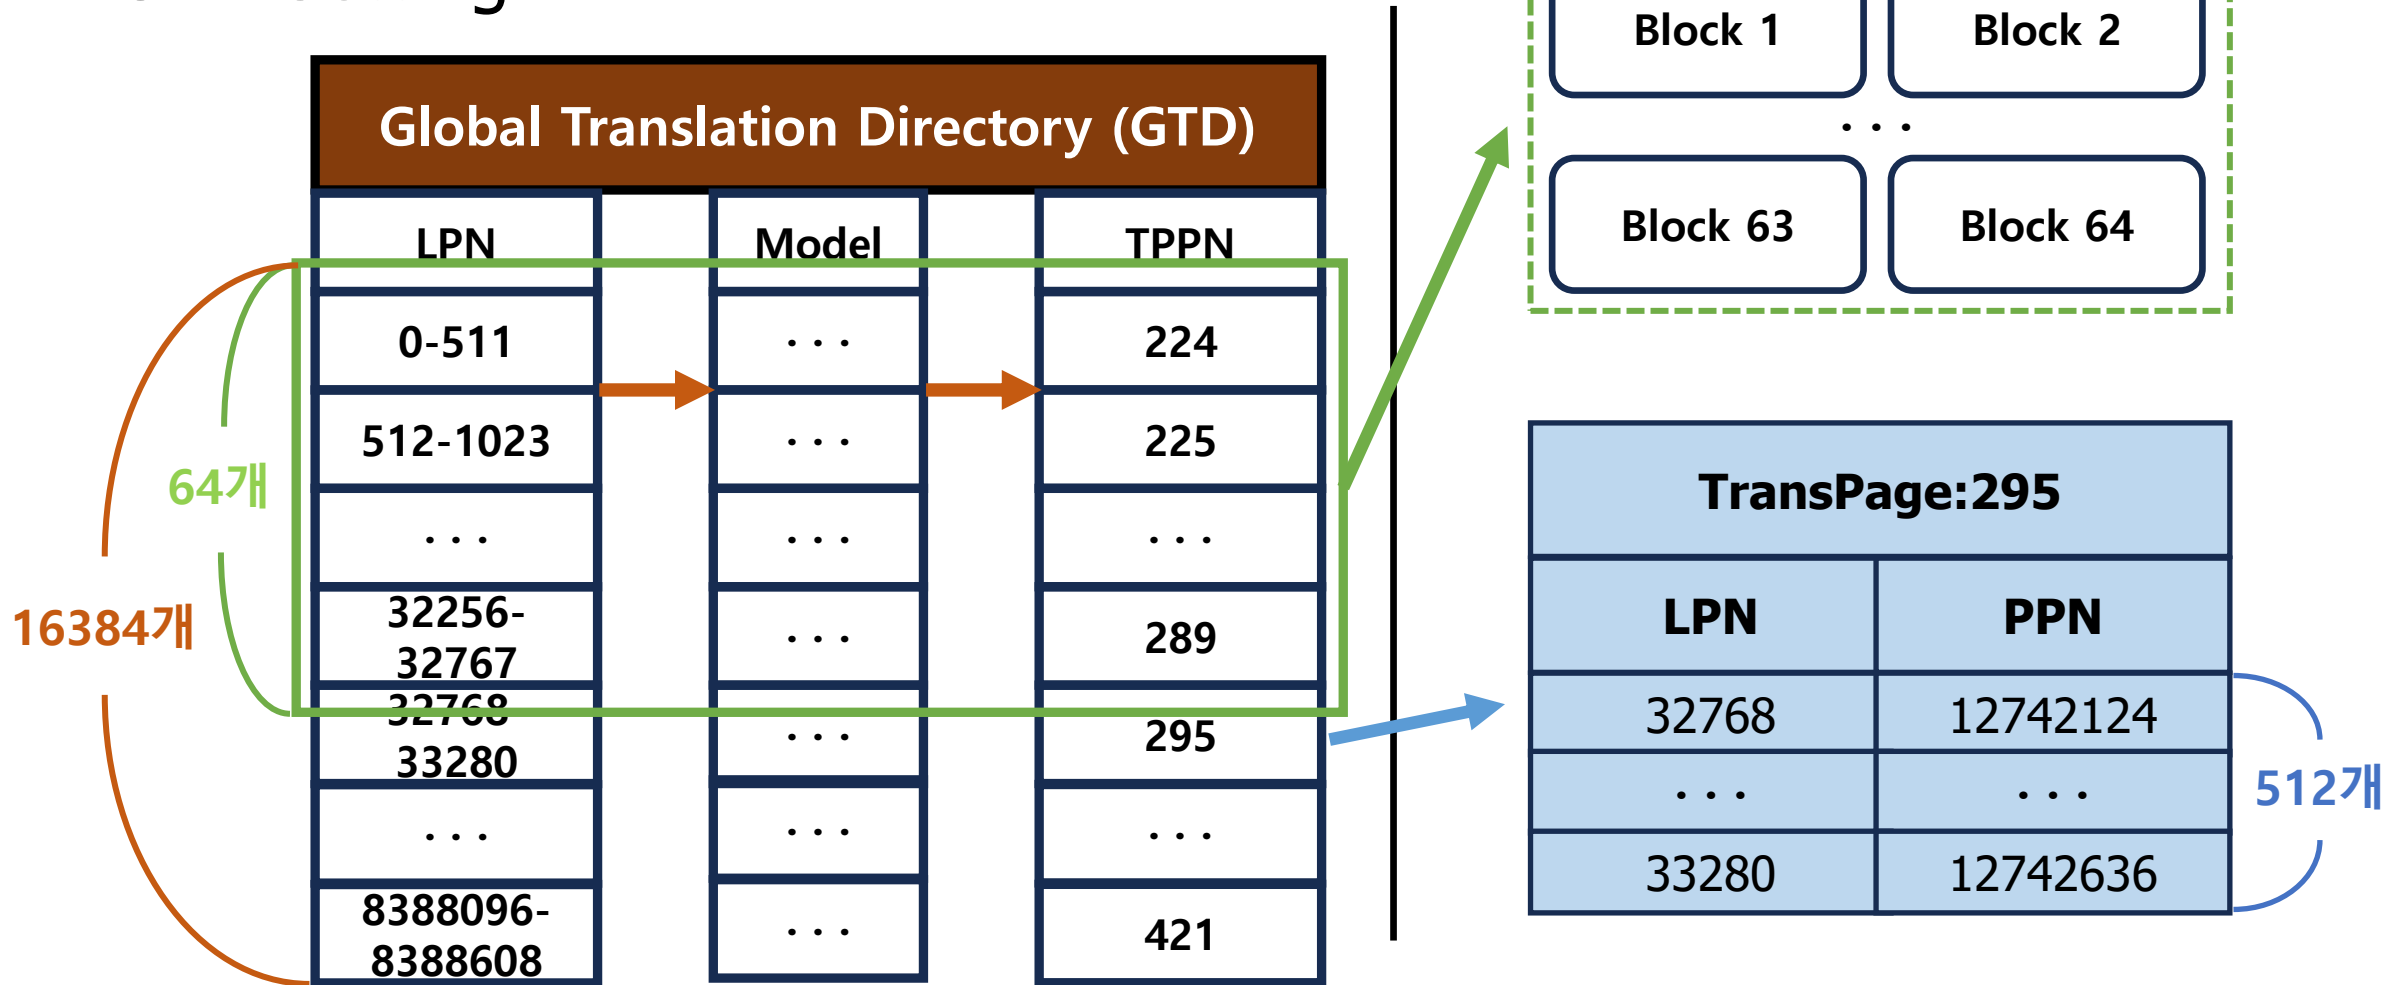 Global Translation Directory (GTD)
LPN Model TPPN
0-511 ... 224
512-1023 ... 225
... ... ...
32256-
32767 ... 289
32768
33280 ... 295
... ... ...
8388096-
8388608 ... 421
64개
16384개
Block 1 Block 2
...
Block 63 Block 64
TransPage:295
LPN PPN
32768 12742124
... ...
33280 12742636
512개